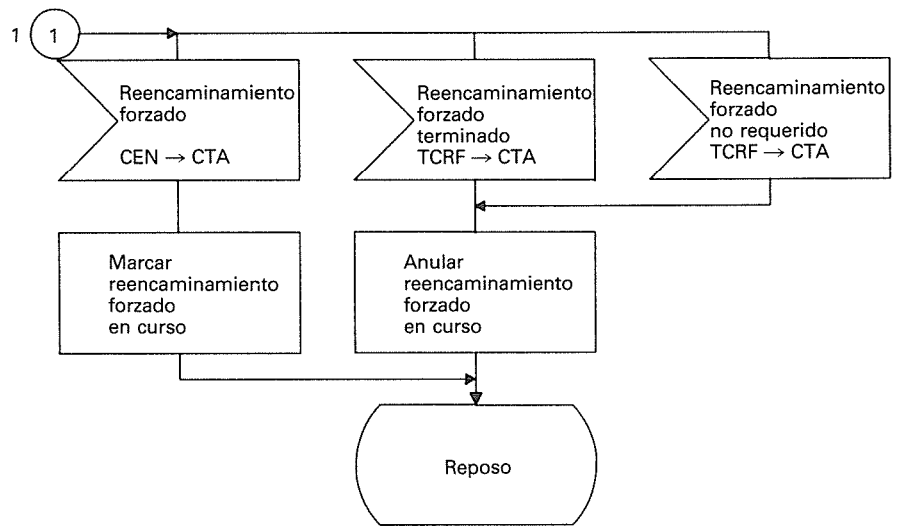 1 1
Reencaminamiento
forzado
CEN → CTA
Reencaminamiento
forzado
terminado
TCRF → CTA
Reencaminamiento
forzado
no requerido
TCRF → CTA
Marcar
reencaminamiento
forzado
en curso
Anular
reencaminamiento
forzado
en curso
Reposo